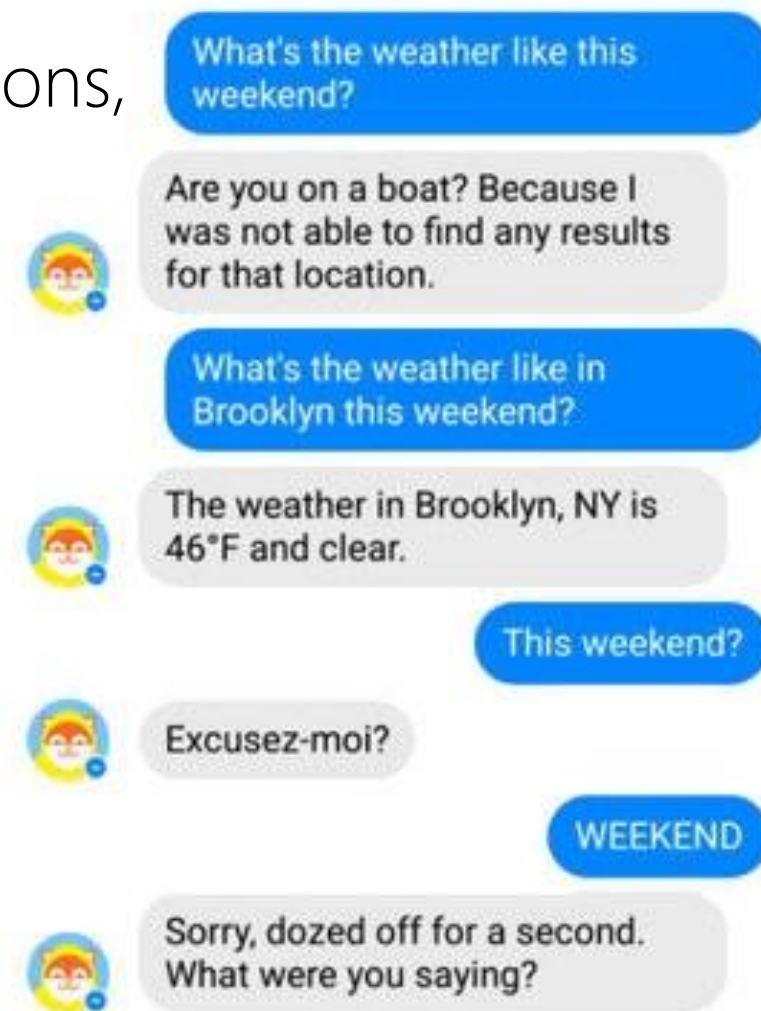 ons,
What's the weather like this
weekend?
Are you on a boat? Because I
was not able to find any results
for that location.
What's the weather like in
Brooklyn this weekend?
The weather in Brooklyn, NY is
46°F and clear.
This weekend?
Excusez-moi?
WEEKEND
Sorry, dozed off for a second.
What were you saying?